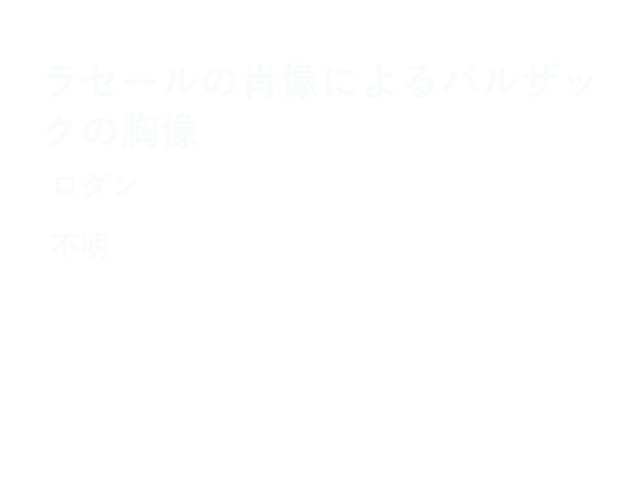 ラセールの肖像によるバルザッ
クの胸像
ロダン
不明